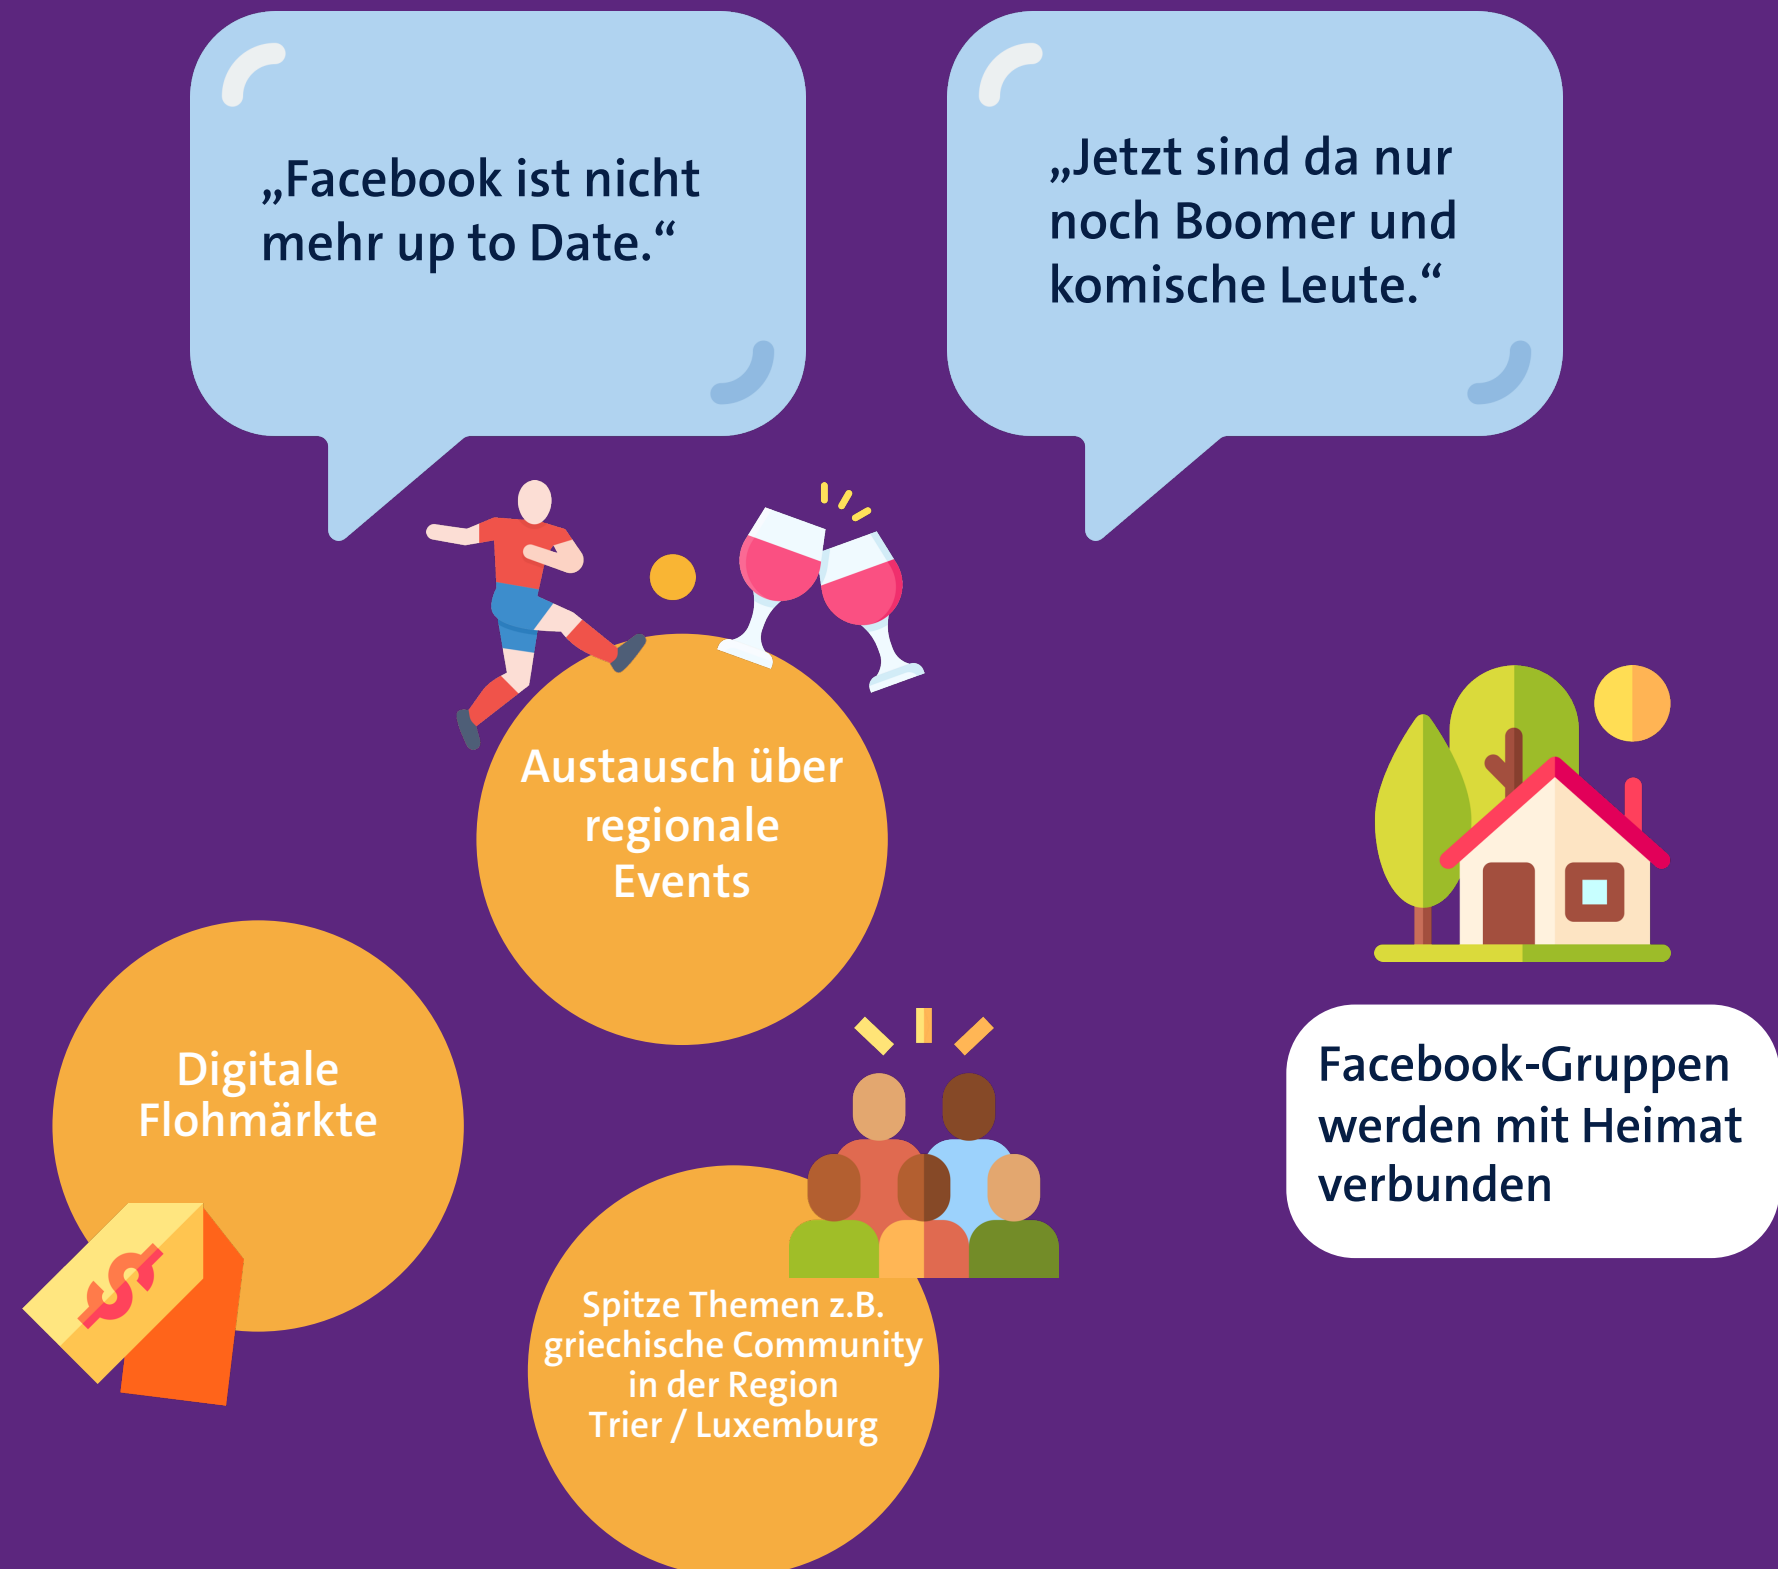 „Facebook ist nicht
mehr up to Date.“
„Jetzt sind da nur
noch Boomer und
komische Leute.“
Austausch über
regionale
Events
Digitale
Flohmärkte
$
Spitze Themen z.B.
griechische Community
in der Region
Trier / Luxemburg
Facebook-Gruppen
werden mit Heimat
verbunden